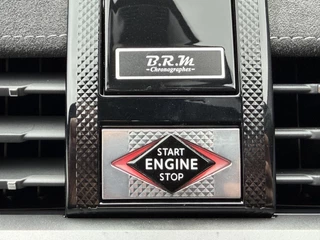 B.R.M
Chronographes
START
ENGINE
STOP